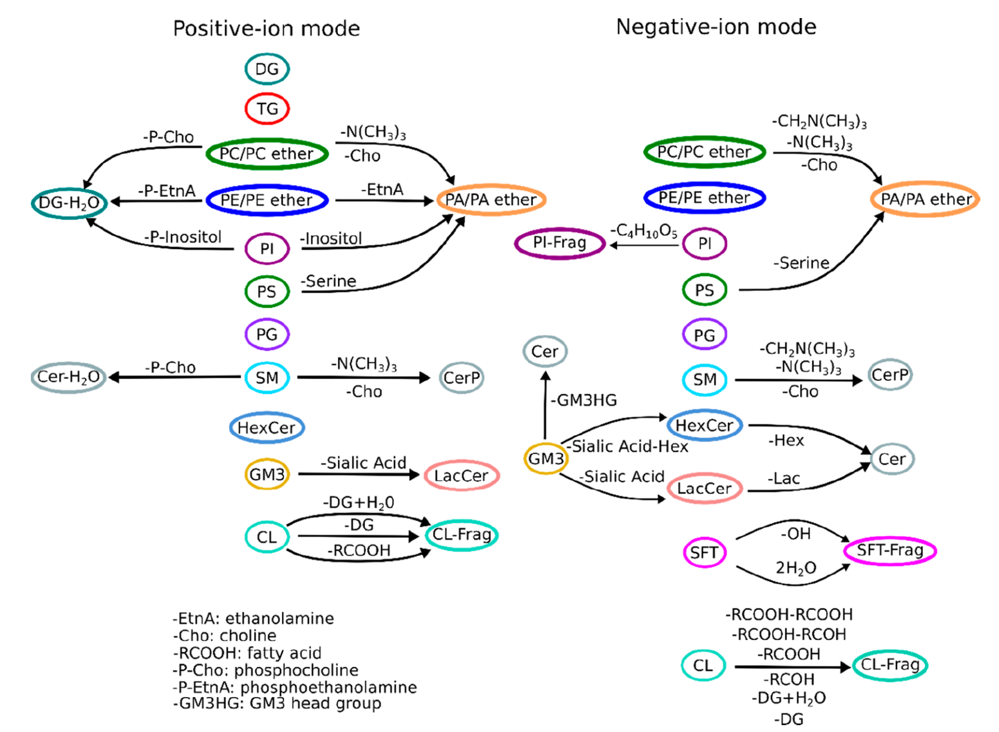 Positive-ion mode
DG
TG
-P-Cho
PC/PC ether
-N(CH₃)₃
-Cho
DG-H₂O
-P-EtnA
PE/PE ether
-EtnA
PA/PA ether
-P-Inositol
PI
-Inositol
PS
-Serine
PG
Cer-H₂O
-P-Cho
SM
-N(CH₃)₃
-Cho
CerP
HexCer
GM3
-Sialic Acid
LacCer
CL
-DG+H₂0
-DG
-RCOOH
CL-Frag
-EtnA: ethanolamine
-Cho: choline
-RCOOH: fatty acid
-P-Cho: phosphocholine
-P-EtnA: phosphoethanolamine
-GM3HG: GM3 head group
Negative-ion mode
PC/PC ether
-CH₂N(CH₃)₃
-N(CH₃)₃
-Cho
PE/PE ether
PA/PA ether
PI-Frag
-C₄H₁₀O₅
PI
PS
-Serine
PG
Cer
SM
-CH₂N(CH₃)₃
-N(CH₃)₃
-Cho
CerP
-GM3HG
GM3
-Sialic Acid-Hex
HexCer
-Hex
-Sialic Acid
LacCer
-Lac
Cer
SFT
-OH
2H₂O
SFT-Frag
-RCOOH-RCOOH
-RCOOH-RCOH
-RCOOH
CL
CL-Frag
-RCOH
-DG+H₂O
-DG